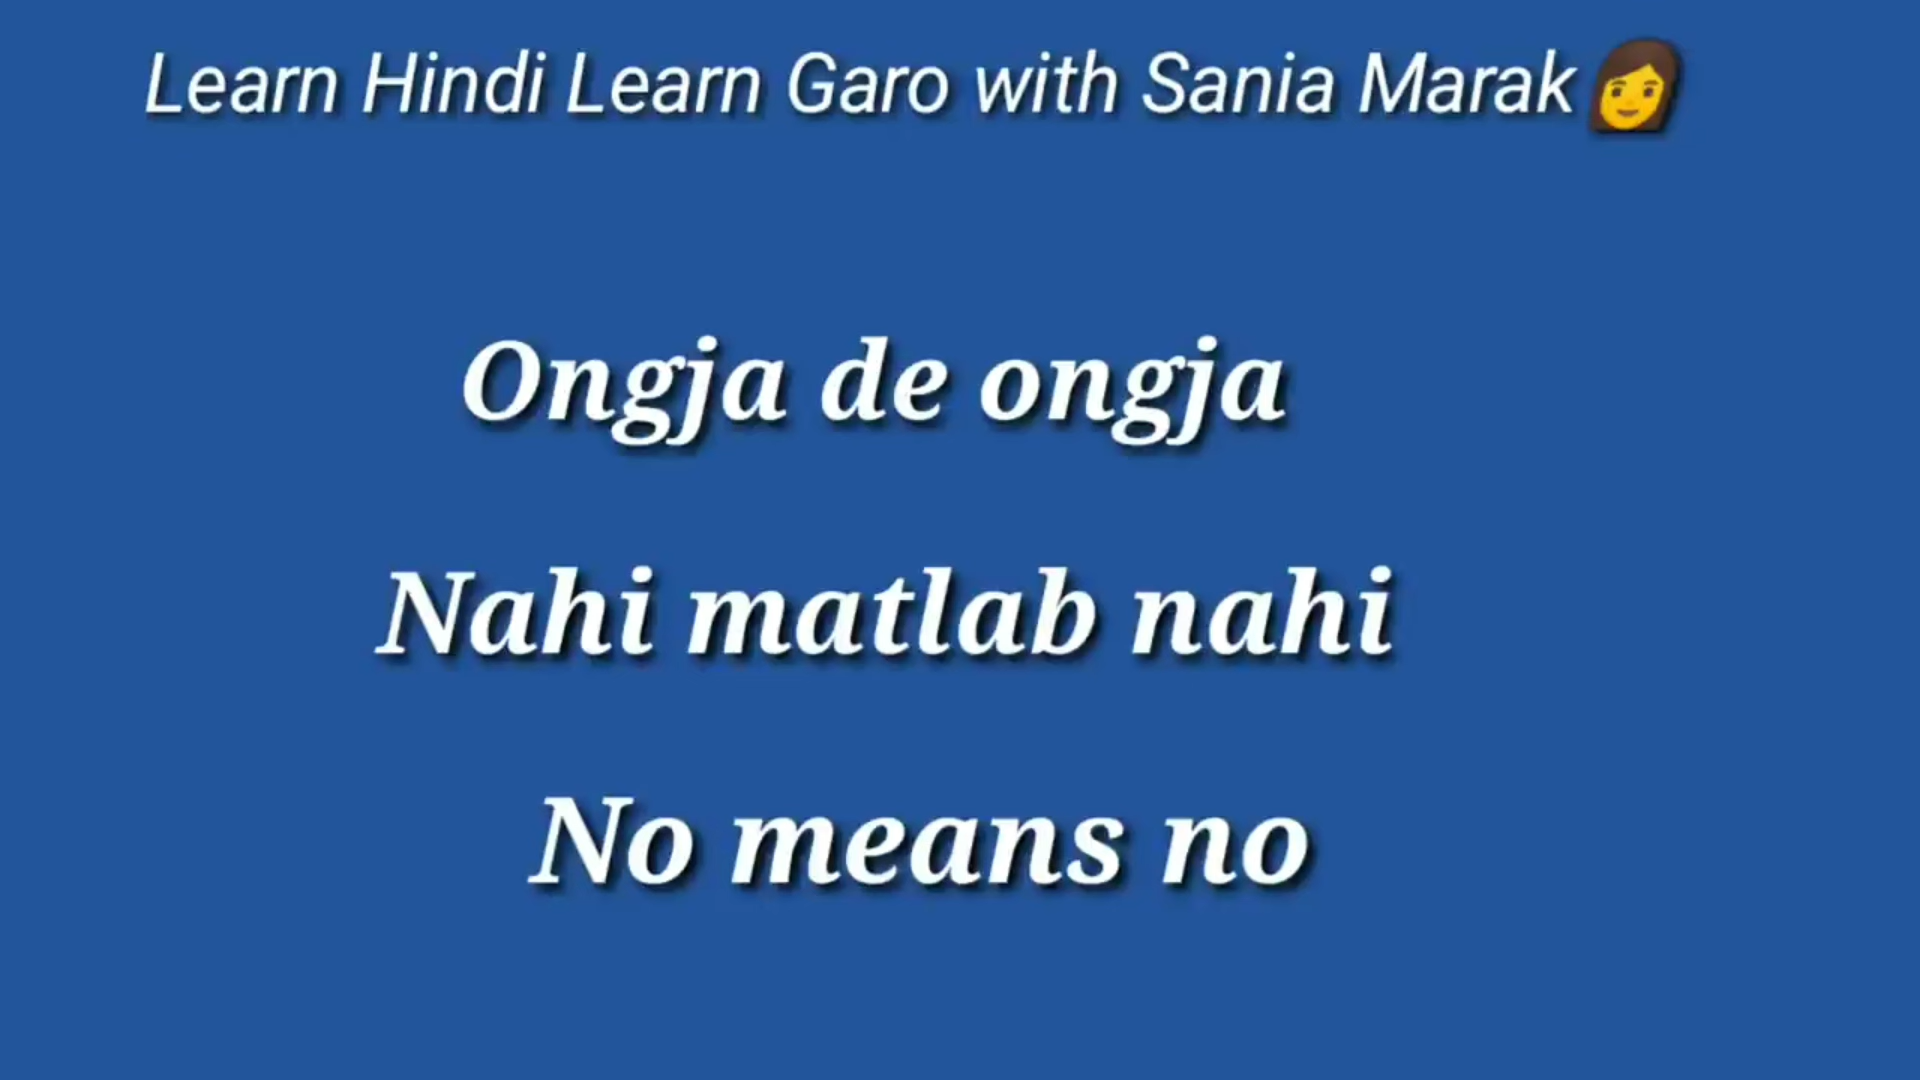 Learn Hindi Learn Garo with Sania Marak👩
Ongja de ongja
Nahi matlab nahi
No means no